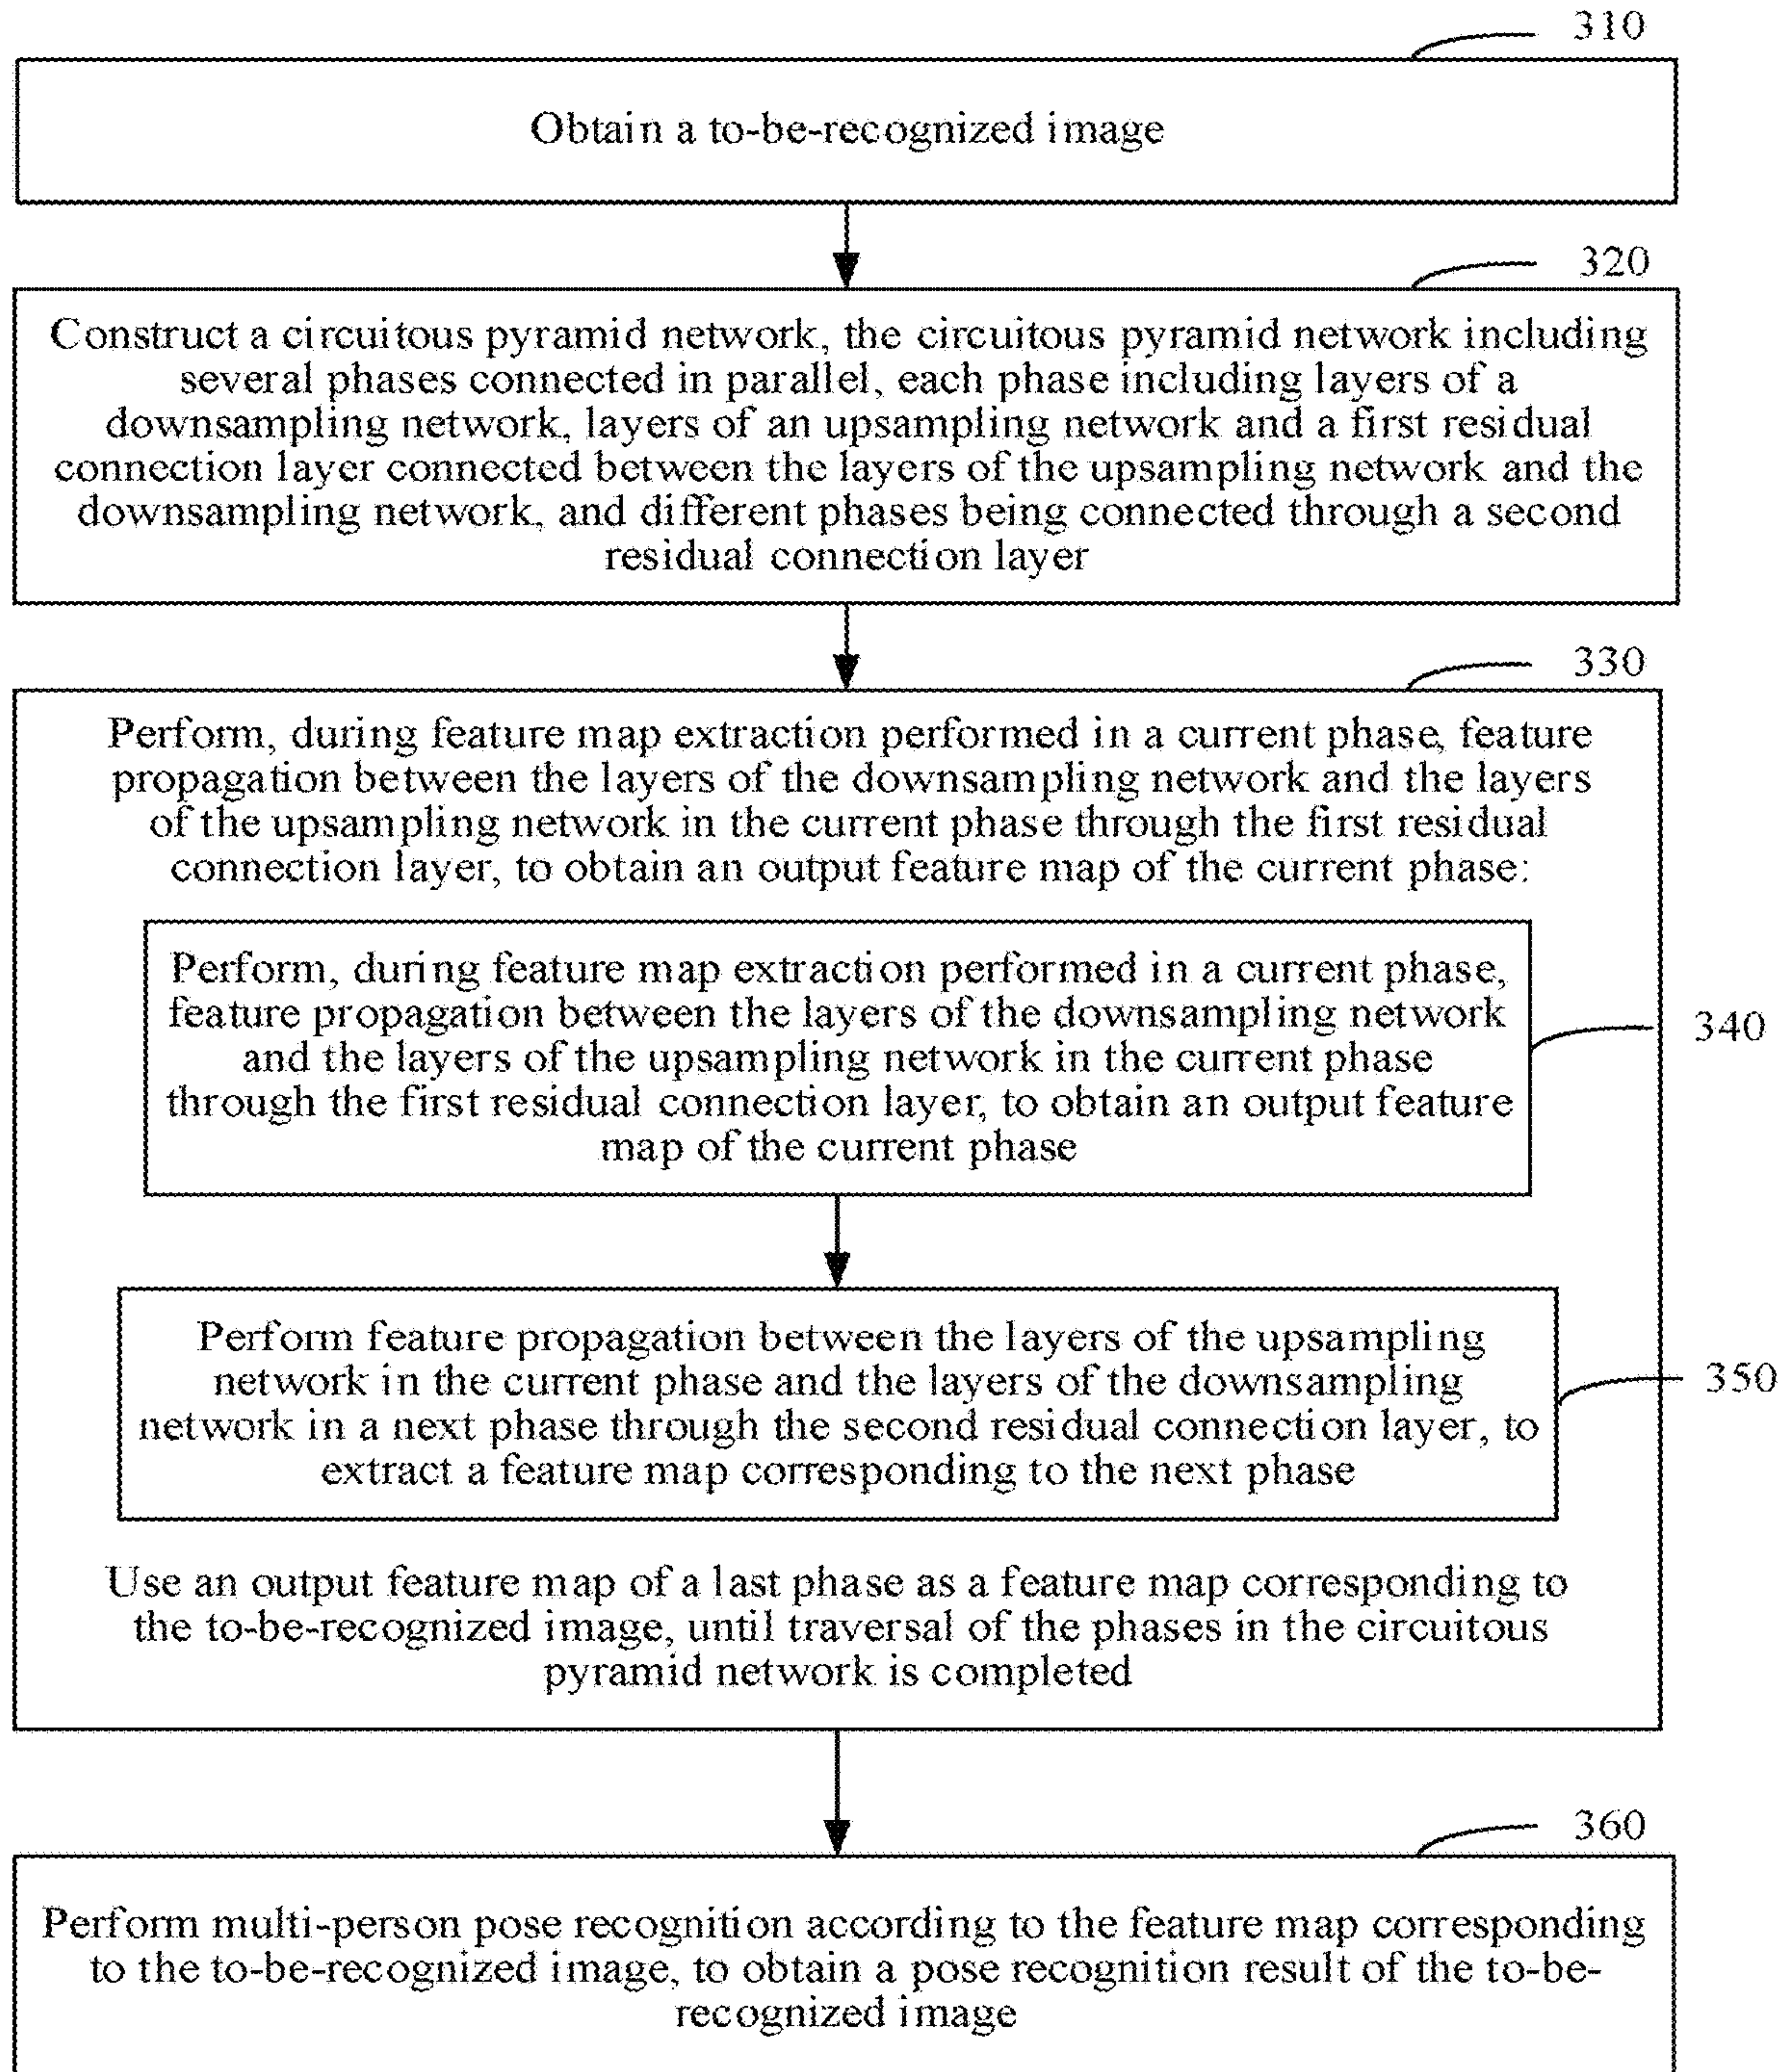 310
Obtain a to-be-recognized image
320
Construct a circuitous pyramid network, the circuitous pyramid network including
several phases connected in parallel, each phase including layers of a
downsampling network, layers of an upsampling network and a first residual
connection layer connected between the layers of the upsampling network and the
downsampling network, and different phases being connected through a second
residual connection layer
330
Perform, during feature map extraction performed in a current phase, feature
propagation between the layers of the downsampling network and the layers
of the upsampling network in the current phase through the first residual
connection layer, to obtain an output feature map of the current phase:
Perform, during feature map extraction performed in a current phase,
feature propagation between the layers of the downsampling network
and the layers of the upsampling network in the current phase
through the first residual connection layer, to obtain an output feature
map of the current phase
340
Perform feature propagation between the layers of the upsampling
network in the current phase and the layers of the downsampling
network in a next phase through the second residual connection layer, to
extract a feature map corresponding to the next phase
350
Use an output feature map of a last phase as a feature map corresponding to
the to-be-recognized image, until traversal of the phases in the circuitous
pyramid network is completed
360
Perform multi-person pose recognition according to the feature map corresponding
to the to-be-recognized image, to obtain a pose recognition result of the to-be-
recognized image